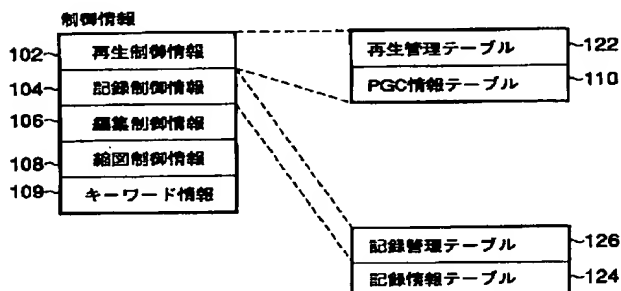 制御情報
102 再生制御情報
104 記録制御情報
106 編集制御情報
108 縮図制御情報
109 キーワード情報
再生管理テーブル 122
PGC情報テーブル 110
記録管理テーブル 126
記録情報テーブル 124